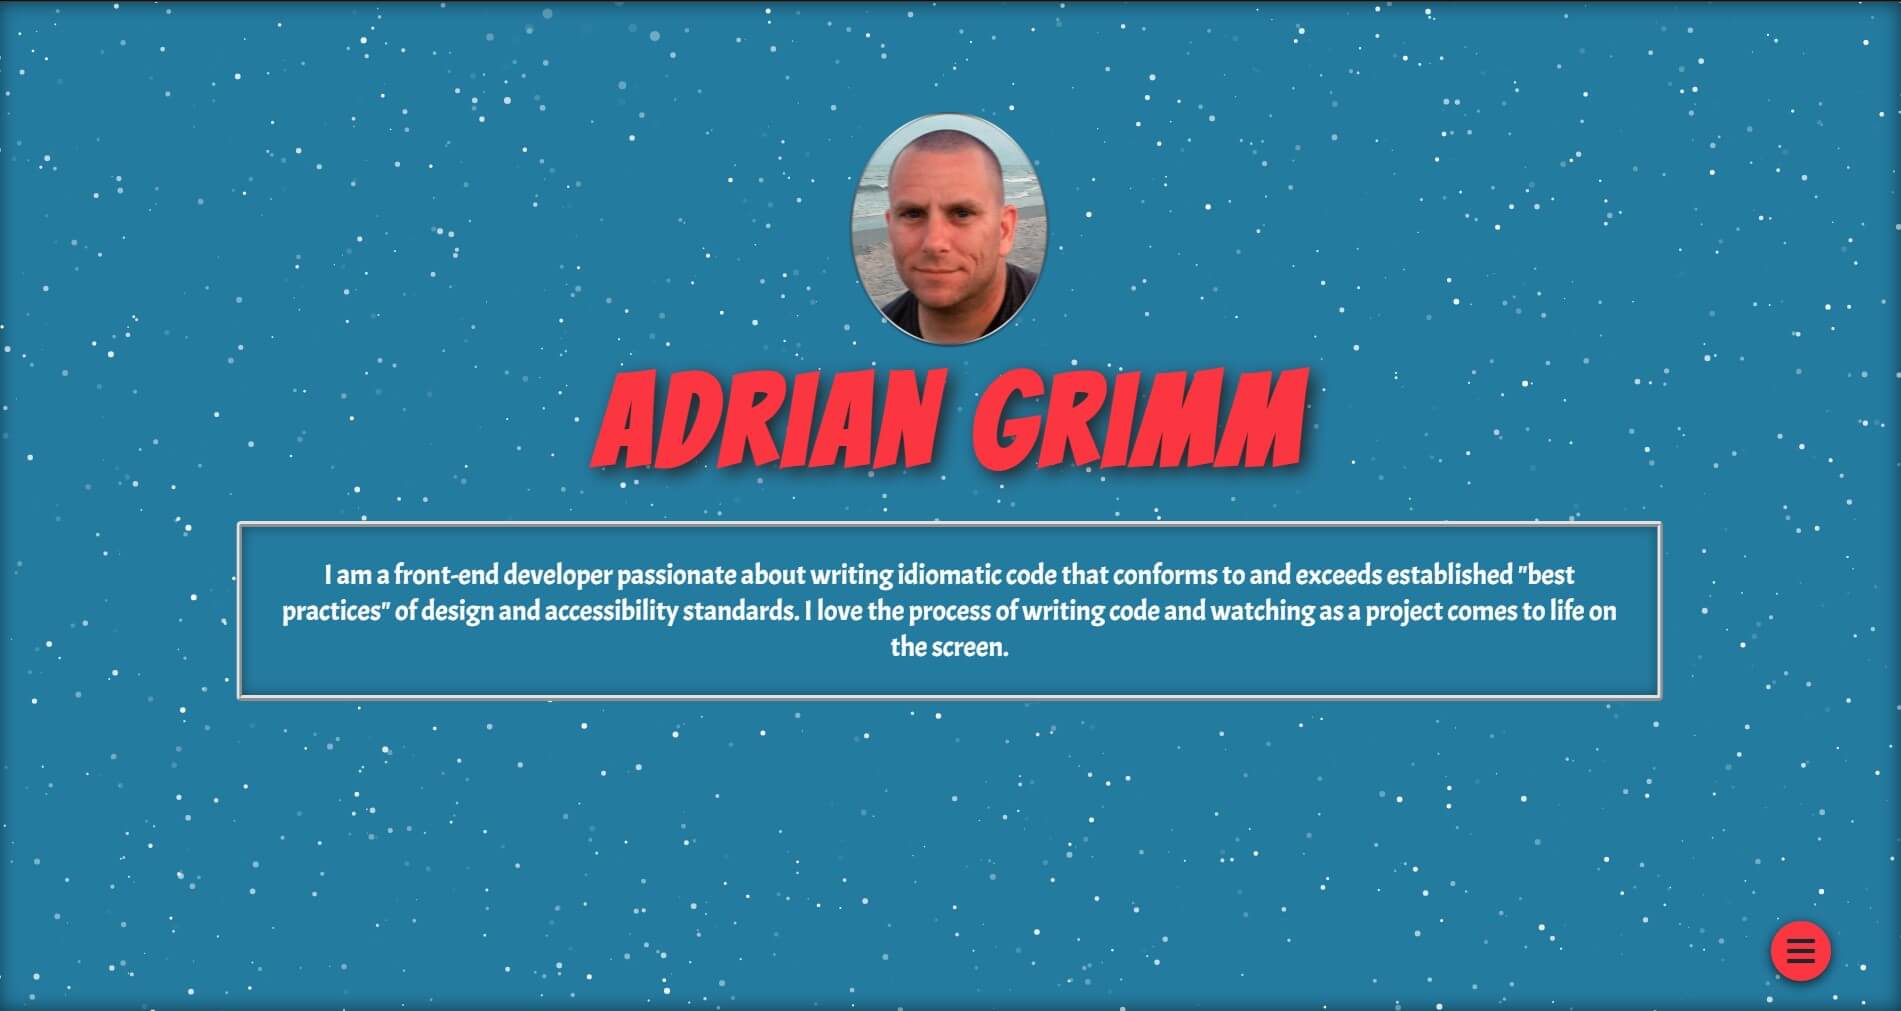 ADRIAN GRIMM
I am a front-end developer passionate about writing idiomatic code that conforms to and exceeds established "best
practices" of design and accessibility standards. I love the process of writing code and watching as a project comes to life on
the screen.